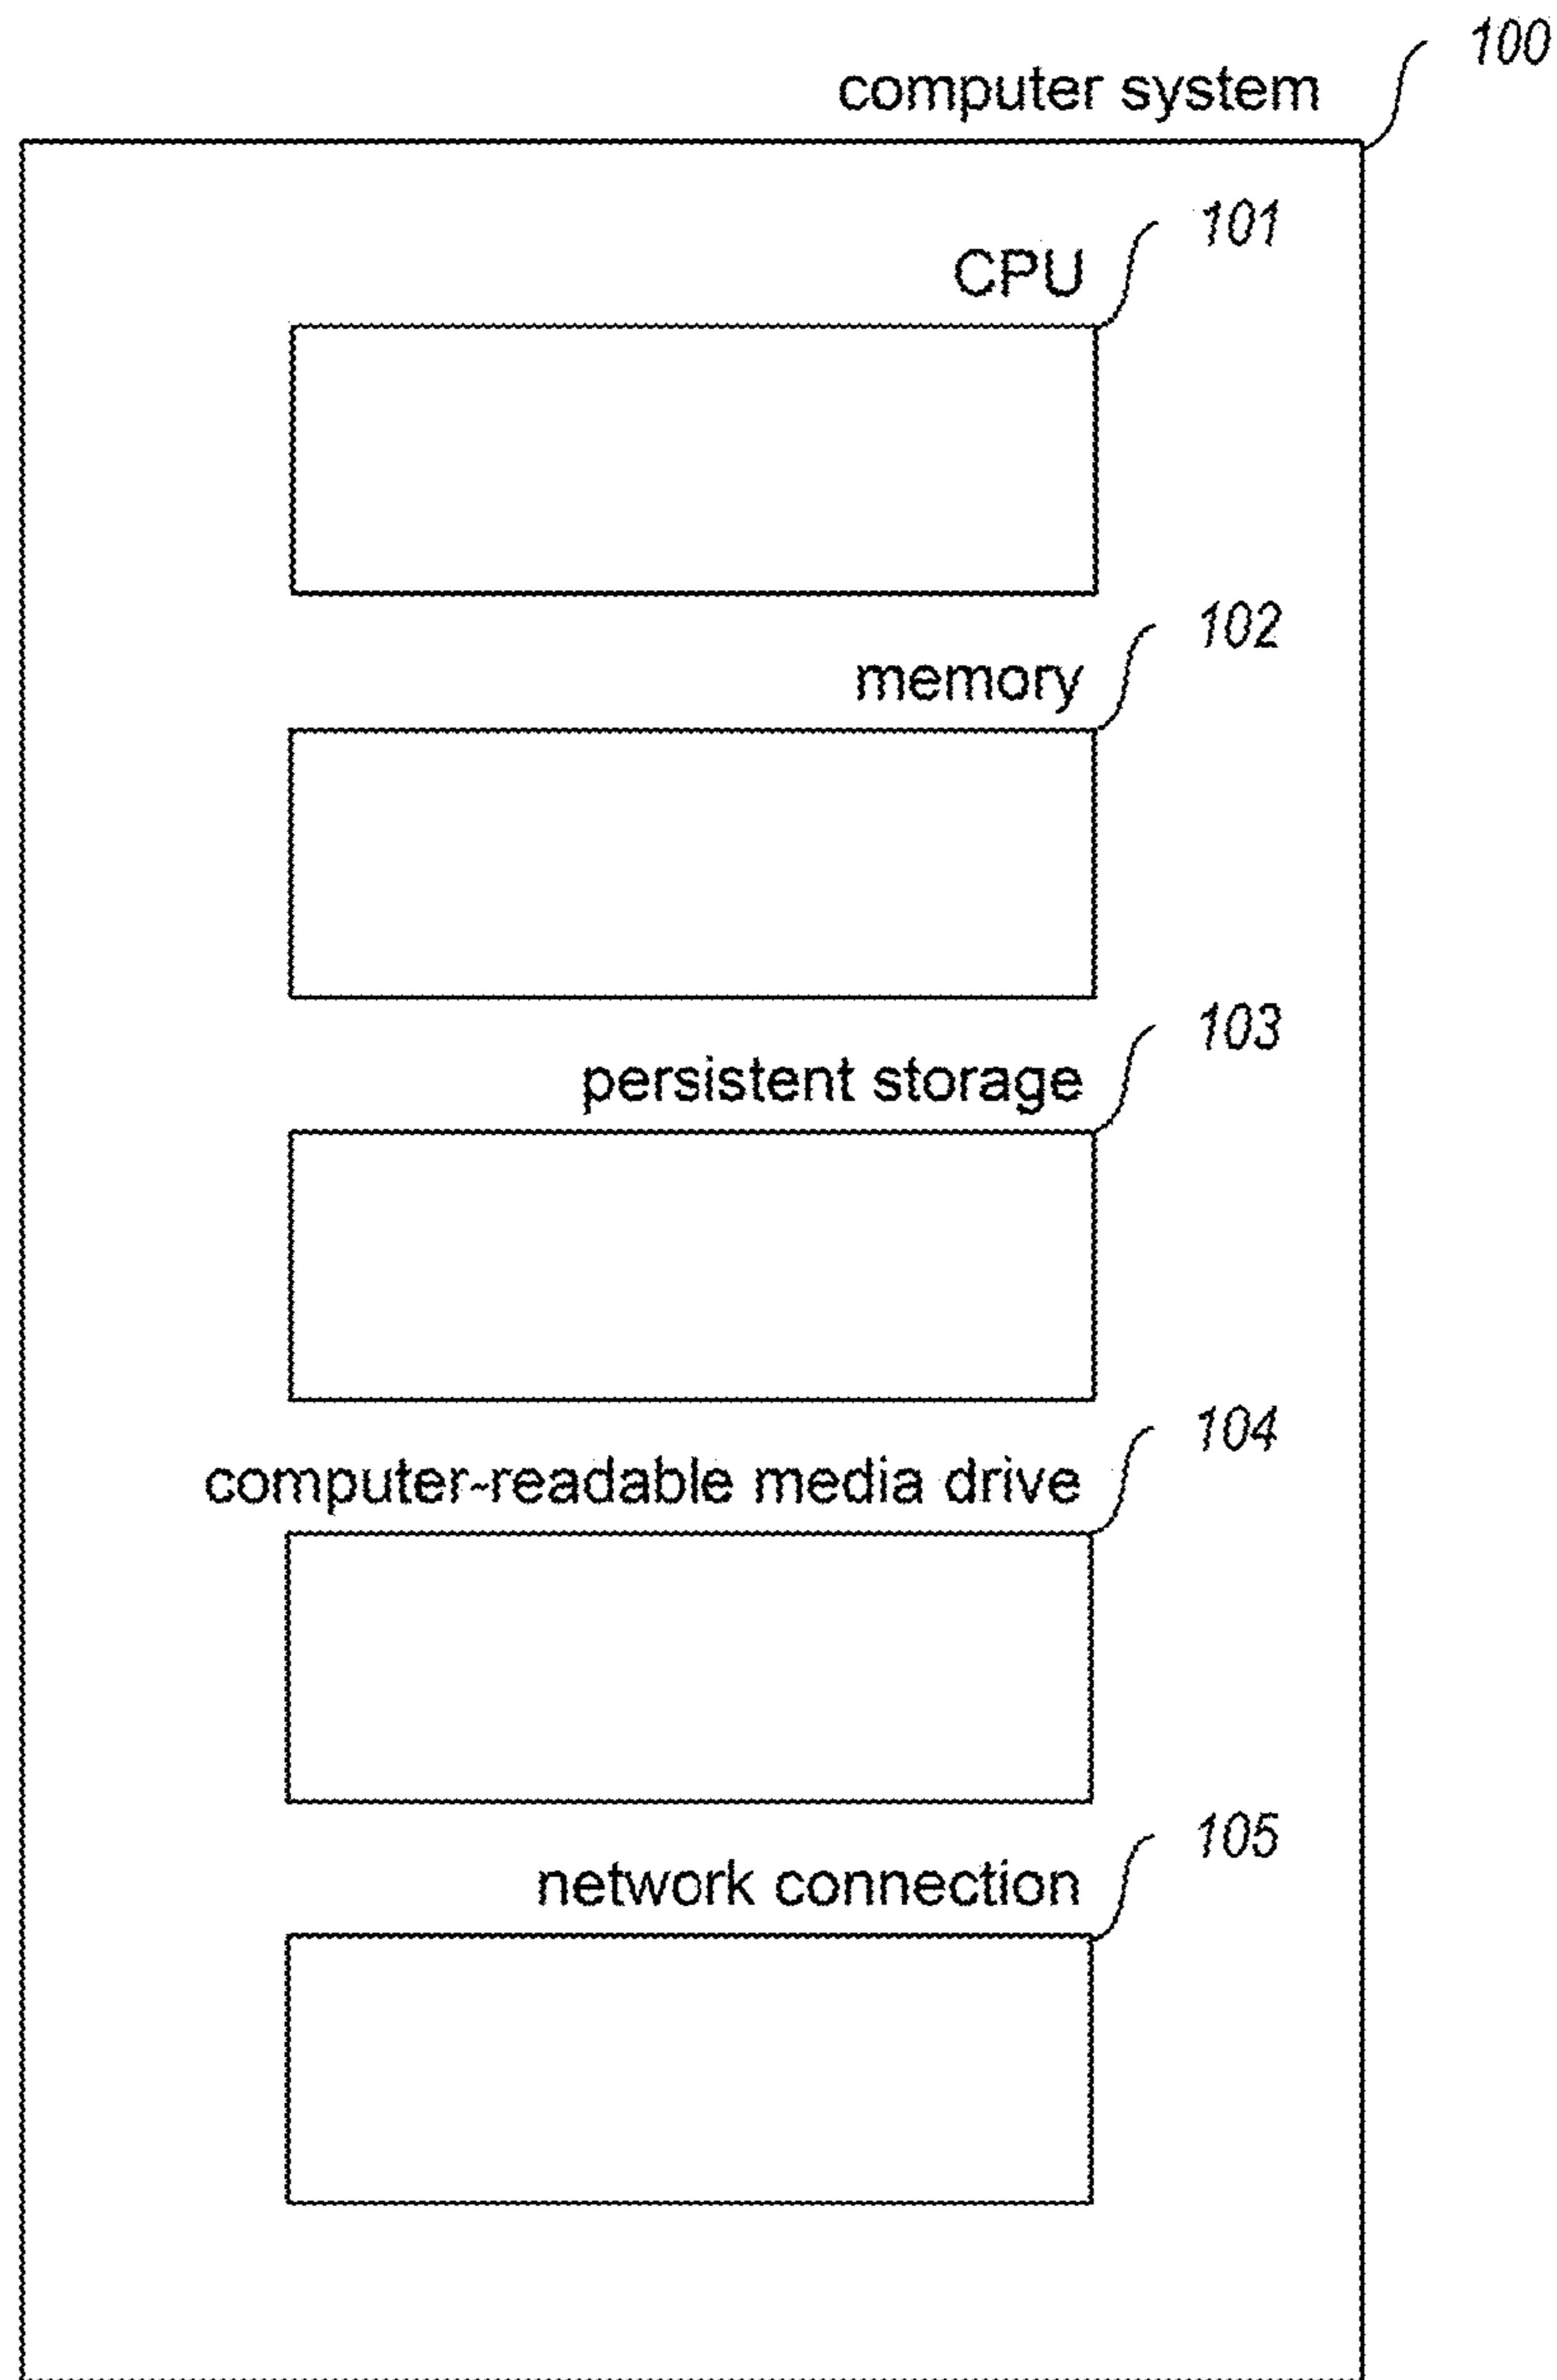 100
computer system
101
CPU
102
memory
103
persistent storage
104
computer-readable media drive
105
network connection